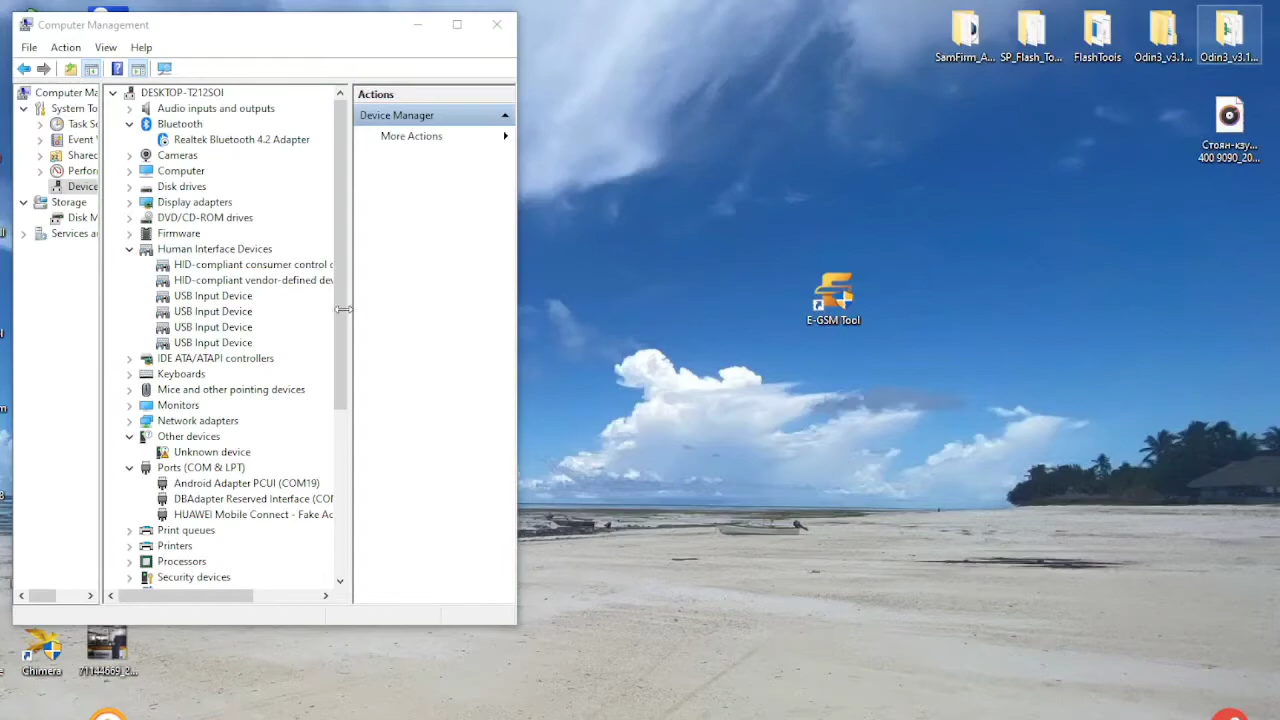 Computer Management
File Action View Help
Computer Ma
System To
Task Sc
Event
Shared
Perfor
Device
Storage
Disk M
Services a
DESKTOP-T212SOI
Audio inputs and outputs
Bluetooth
Realtek Bluetooth 4.2 Adapter
Cameras
Computer
Disk drives
Display adapters
DVD/CD-ROM drives
Firmware
Human Interface Devices
HID-compliant consumer control c
HID-compliant vendor-defined dev
USB Input Device
USB Input Device
USB Input Device
USB Input Device
IDE ATA/ATAPI controllers
Keyboards
Mice and other pointing devices
Monitors
Network adapters
Other devices
Unknown device
Ports (COM & LPT)
Android Adapter PCUI (COM19)
DBAdapter Reserved Interface (COM
HUAWEI Mobile Connect - Fake Ac
Print queues
Printers
Processors
Security devices
Actions
Device Manager
More Actions
SamFirm_A...
SP_Flash_To...
FlashTools
Odin3_v3.1...
Odin3_v3.1...
Стоян-кзу...
400 9090_20...
E-GSM Tool
Chimera
71144669_2...